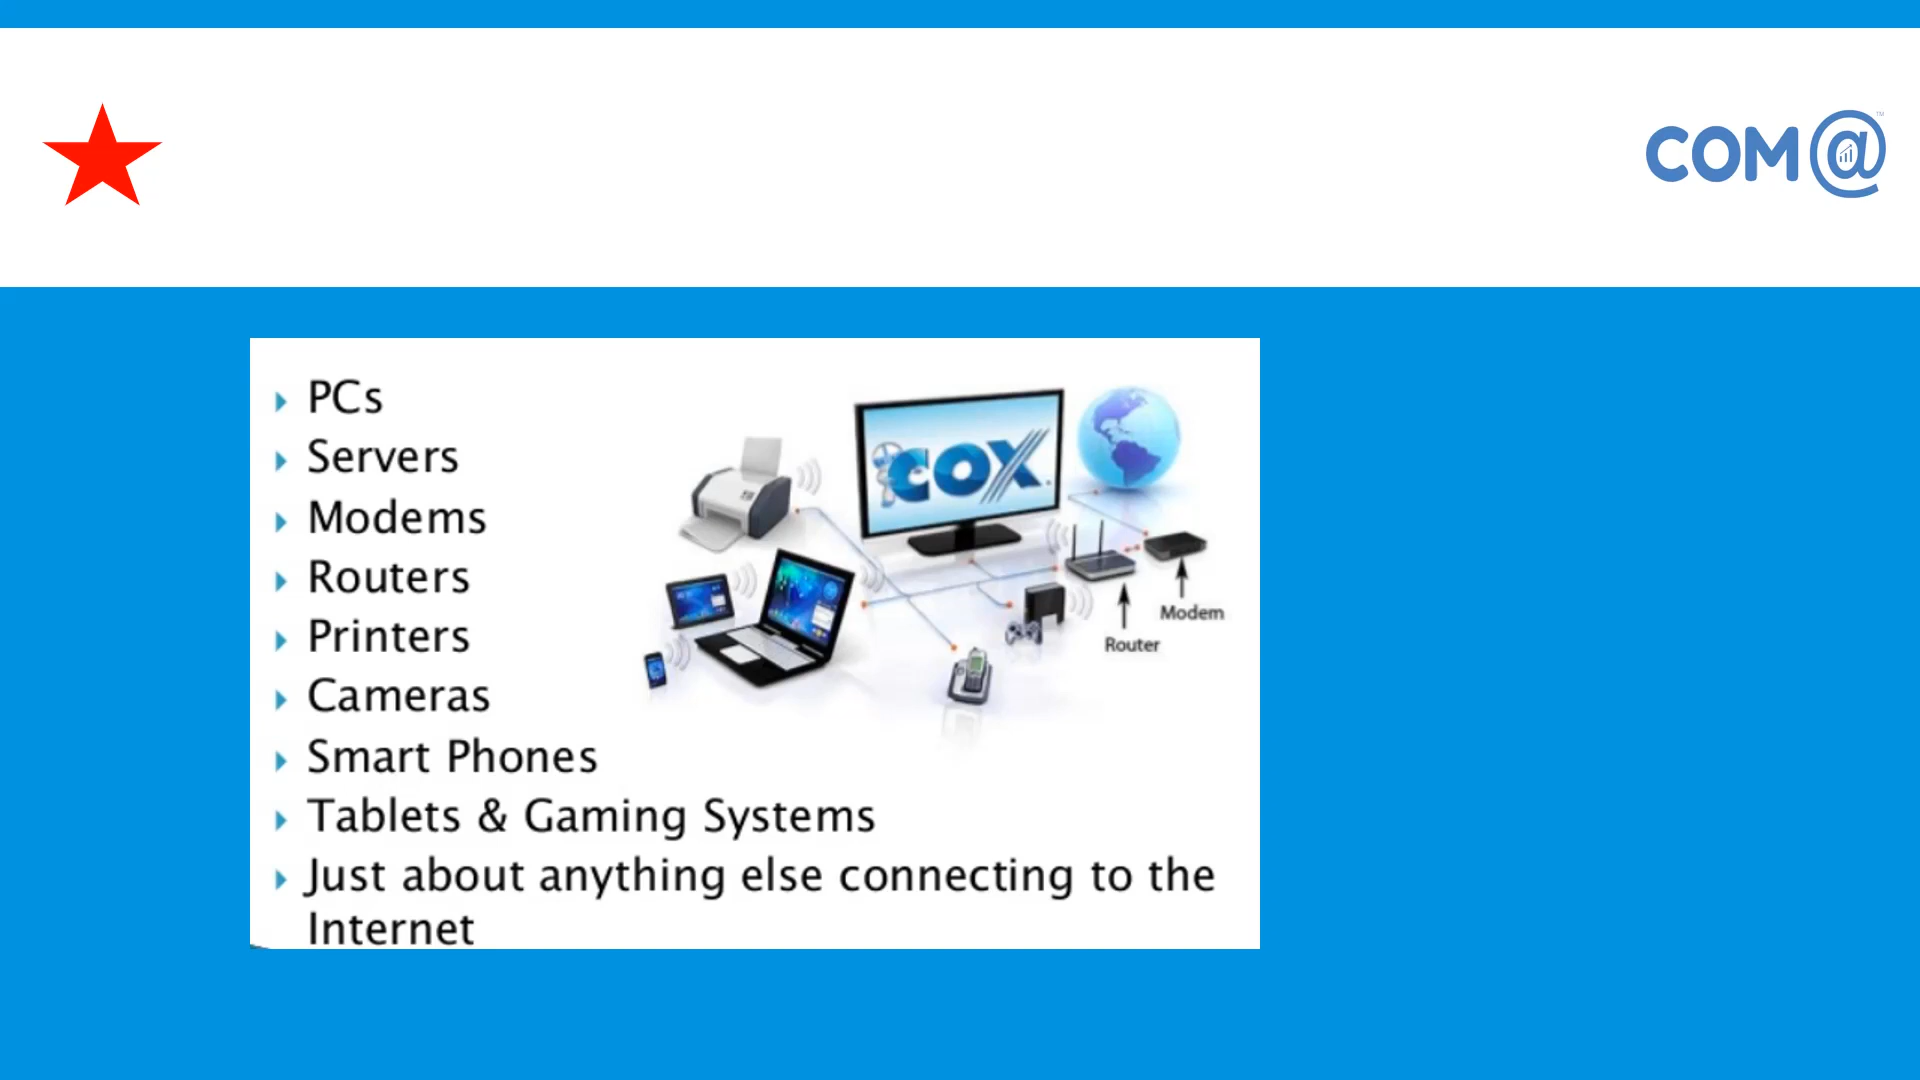 COM@
TM
PCs
Servers
Modems
Routers
Printers
Cameras
Smart Phones
Tablets & Gaming Systems
Just about anything else connecting to the
Internet
COX
Modem
Router